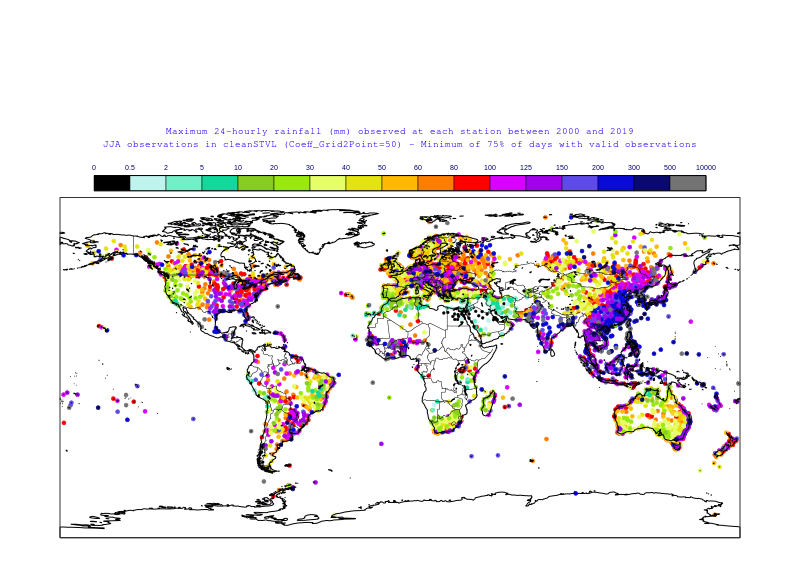 Maximum 24-hourly rainfall (mm) observed at each station between 2000 and 2019
JJA observations in cleanSTVL (Coeff_Grid2Point=50) - Minimum of 75% of days with valid observations
0 0.5 2 5 10 20 30 40 50 60 80 100 125 150 200 300 500 10000